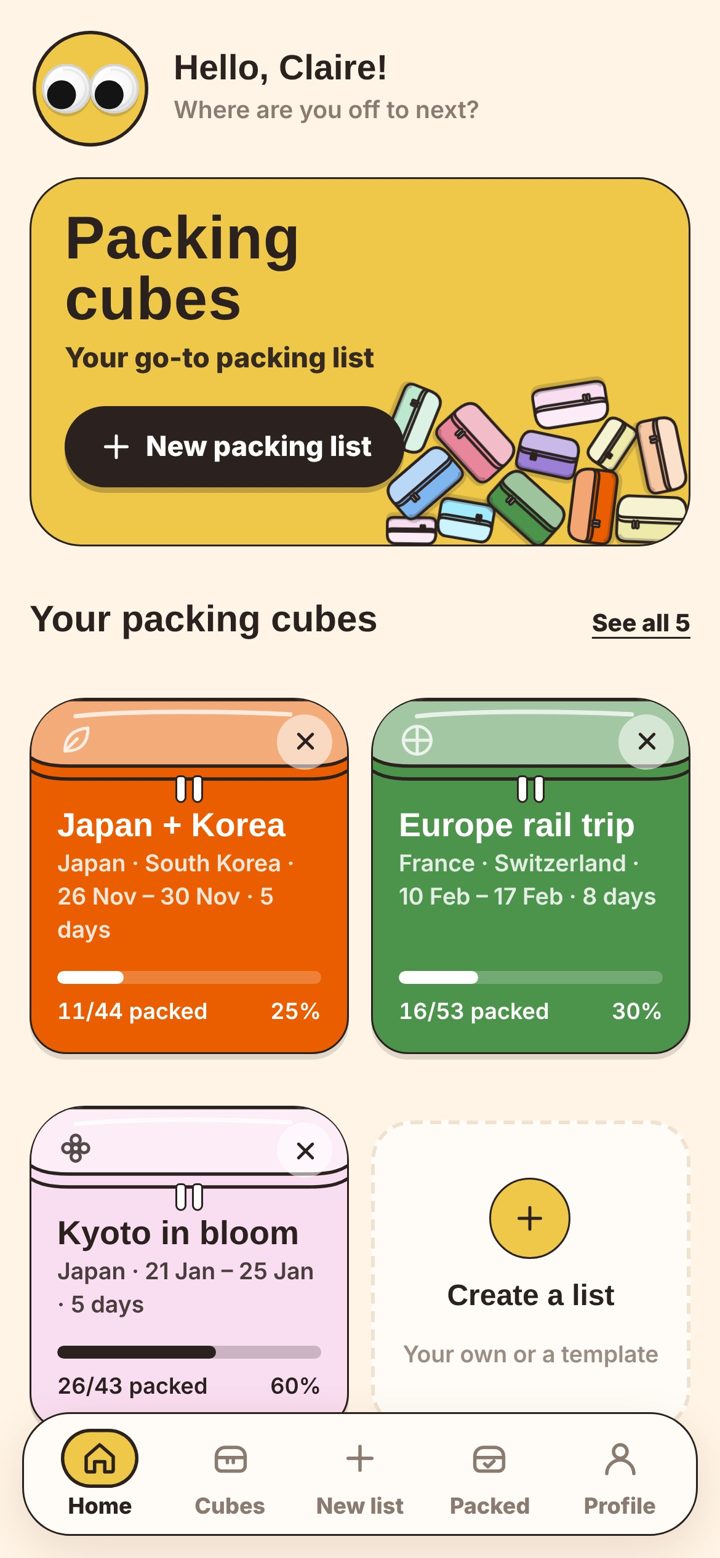 Hello, Claire!
Where are you off to next?
Packing
cubes
Your go-to packing list
New packing list
Your packing cubes
See all 5
Japan + Korea
Japan · South Korea ·
26 Nov – 30 Nov · 5
days
11/44 packed
25%
Europe rail trip
France · Switzerland ·
10 Feb – 17 Feb · 8 days
16/53 packed
30%
Kyoto in bloom
Japan · 21 Jan – 25 Jan
· 5 days
26/43 packed
60%
Create a list
Your own or a template
Home
Cubes
New list
Packed
Profile